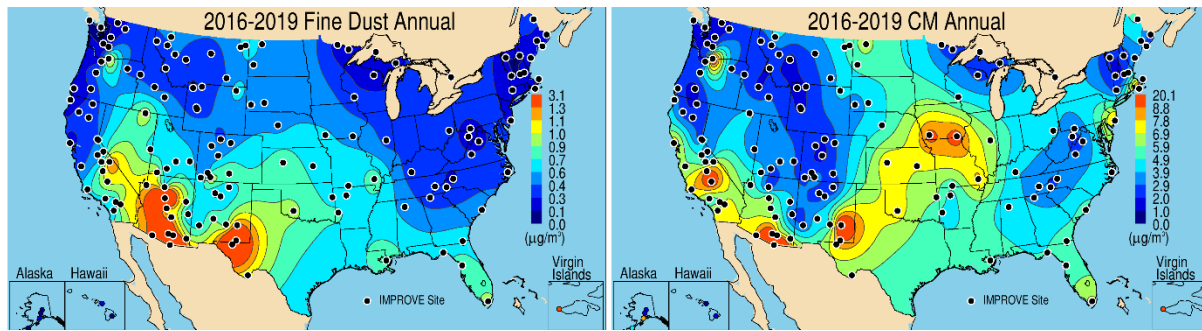 2016-2019 Fine Dust Annual
3.1
1.3
1.1
1.0
0.9
0.7
0.6
0.4
0.3
0.1
0.0
(µg/m³)
Alaska
Hawaii
IMPROVE Site
Virgin
Islands
2016-2019 CM Annual
20.1
8.8
7.8
6.9
5.9
4.9
3.9
2.9
2.0
1.0
0.0
(µg/m³)
Alaska
Hawaii
IMPROVE Site
Virgin
Islands